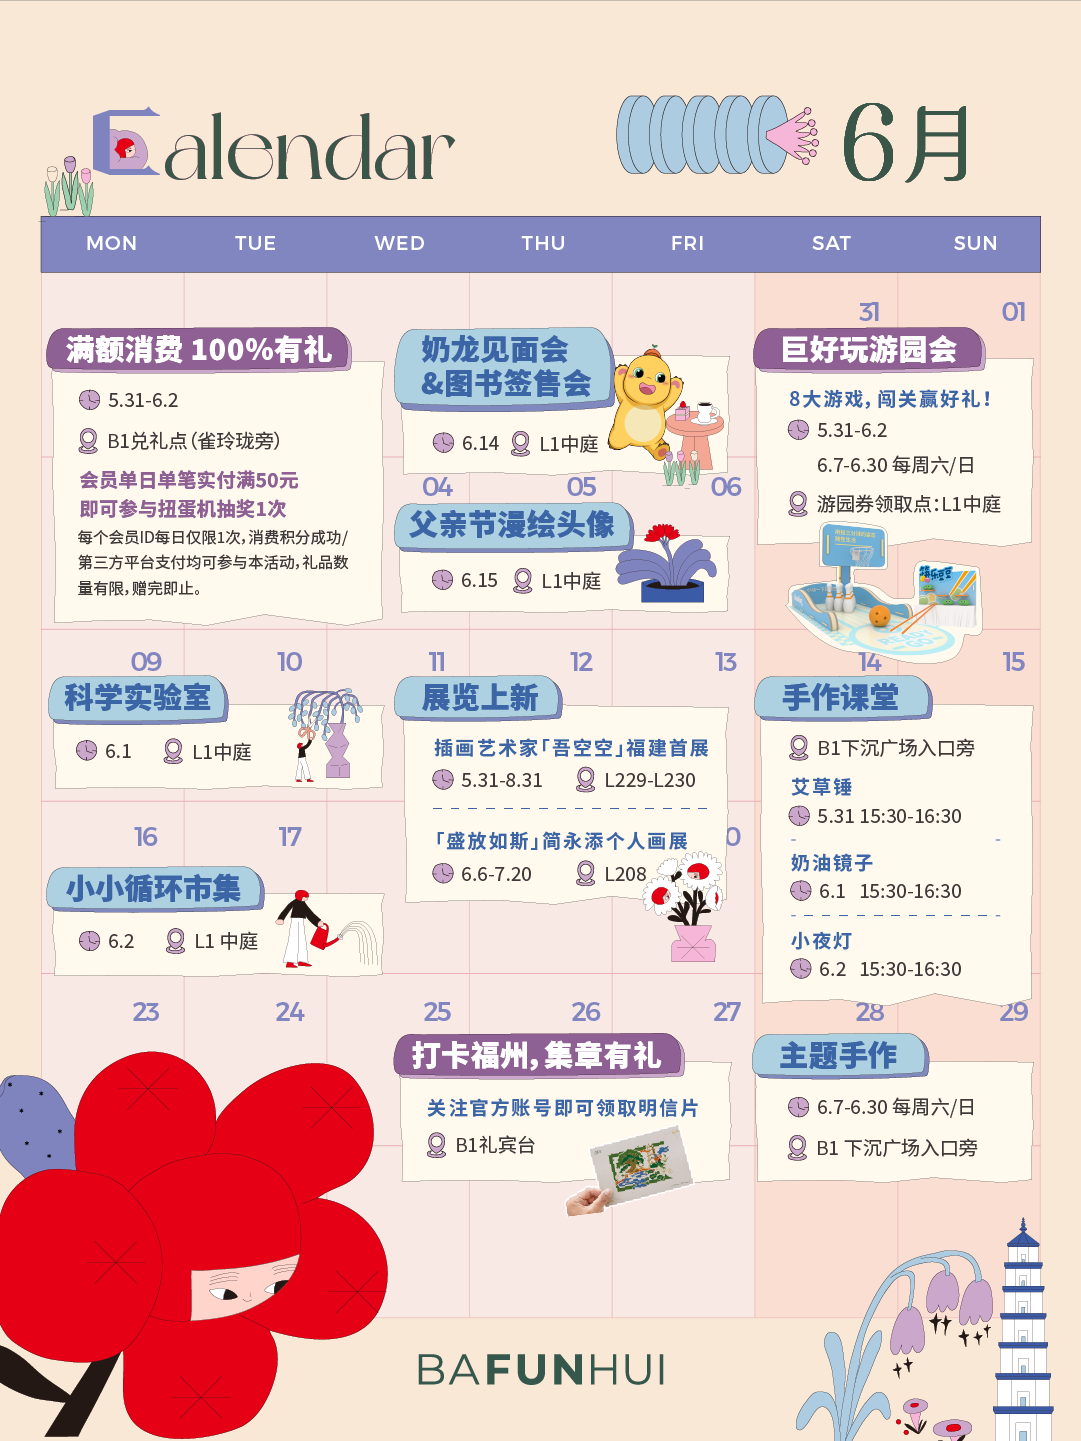 Calendar
6月
MON TUE WED THU FRI SAT SUN
31 01
满额消费 100%有礼
5.31-6.2
B1兑礼点（雀玲珑旁）
会员单日单笔实付满50元
即可参与扭蛋机抽奖1次
每个会员ID每日仅限1次,消费积分成功/
第三方平台支付均可参与本活动,礼品数
量有限,赠完即止。
奶龙见面会
&图书签售会
6.14 L1中庭
巨好玩游园会
8大游戏,闯关赢好礼!
5.31-6.2
6.7-6.30 每周六/日
游园券领取点:L1中庭
04 05 06
父亲节漫绘头像
6.15 L1中庭
READY
GO
09 10 11 12 13 14 15
科学实验室
6.1 L1中庭
展览上新
插画艺术家「吾空空」福建首展
5.31-8.31 L229-L230
「盛放如斯」简永添个人画展
6.6-7.20 L208
手作课堂
B1下沉广场入口旁
艾草锤
5.31 15:30-16:30
奶油镜子
6.1 15:30-16:30
小夜灯
6.2 15:30-16:30
16 17
小小循环市集
6.2 L1 中庭
23 24 25 26 27 28 29
打卡福州,集章有礼
关注官方账号即可领取明信片
B1礼宾台
主题手作
6.7-6.30 每周六/日
B1 下沉广场入口旁
BAFUNHUI